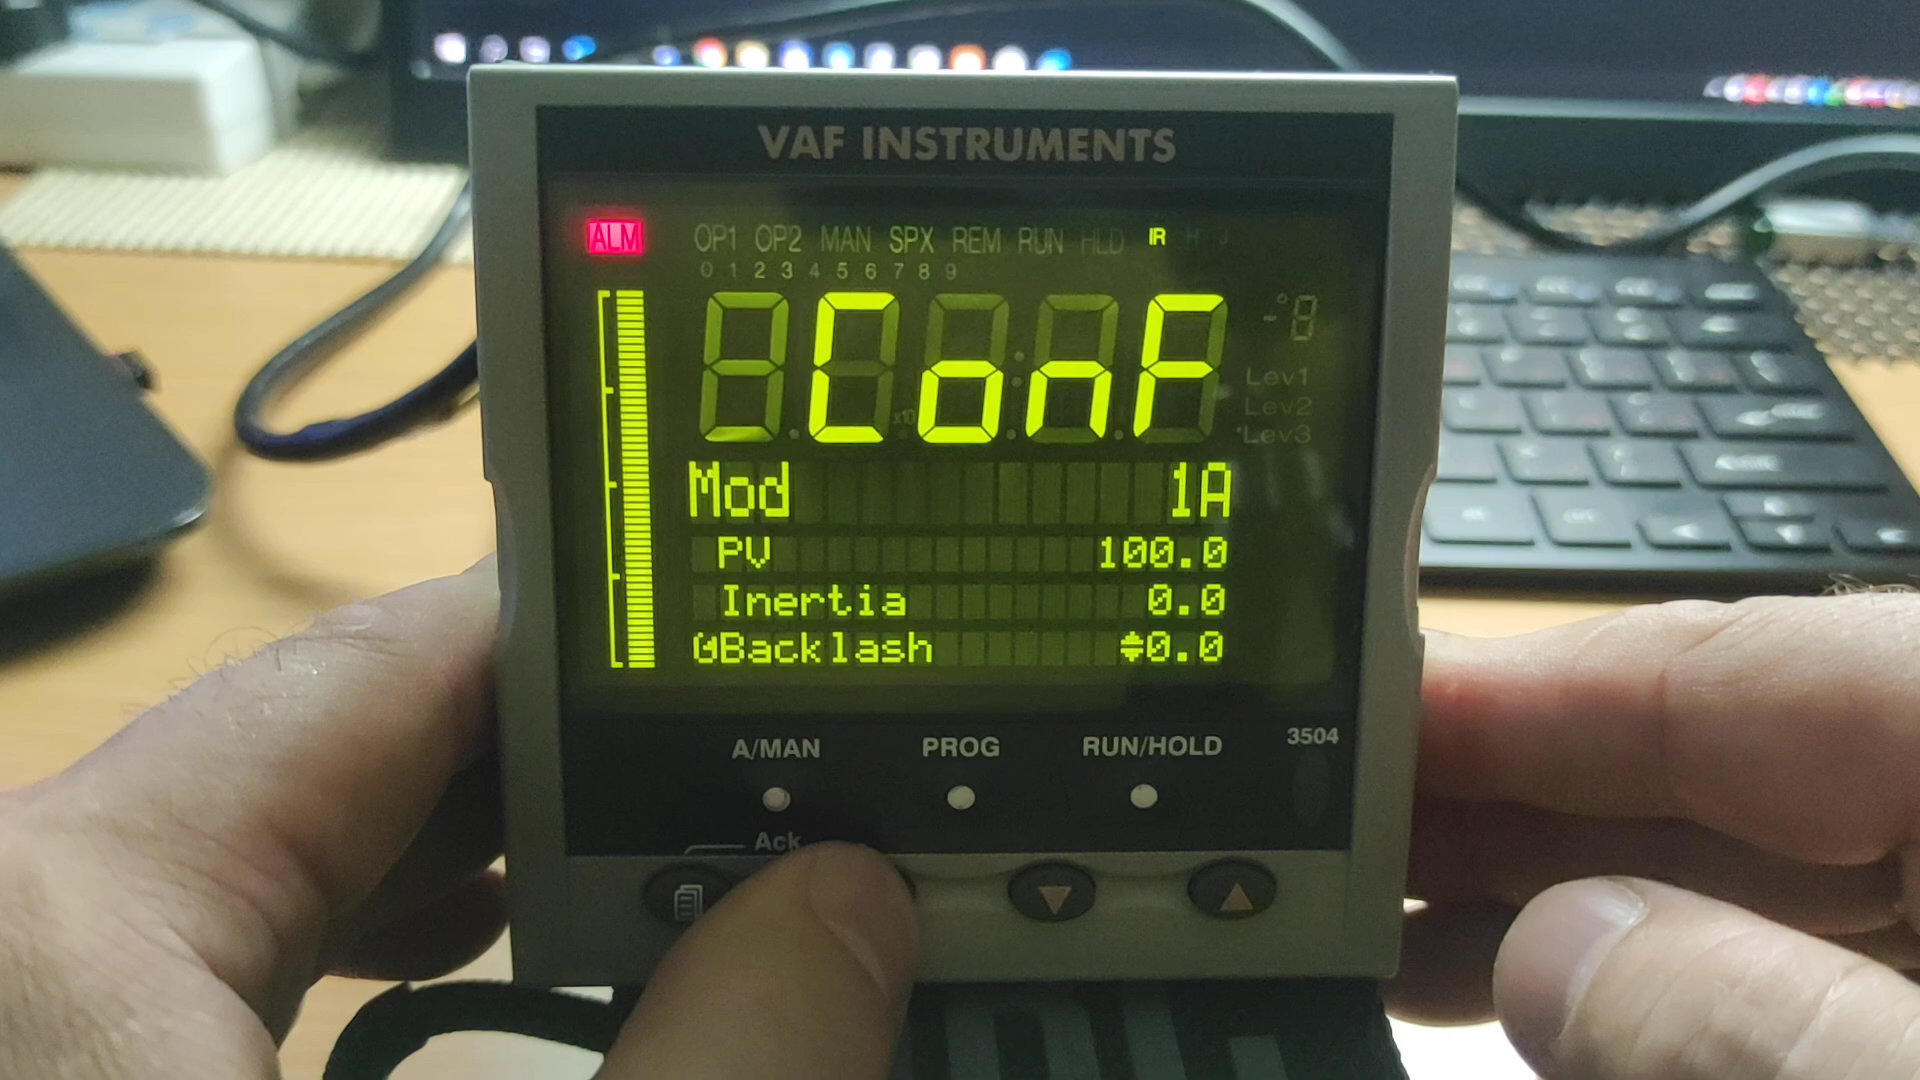 VAF INSTRUMENTS
ALM OP1 OP2 MAN SPX REM RUN HLD IR H J
0 1 2 3 4 5 6 7 8 9
ConF
x10
Lev1
Lev2
Lev3
Mod 1A
PV 100.0
Inertia 0.0
Backlash 0.0
A/MAN PROG RUN/HOLD 3504
Ack